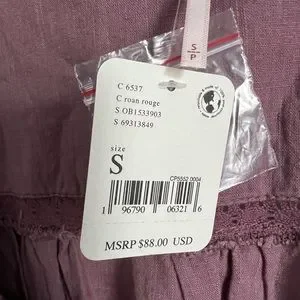 S/P
C 6537
C roan rouge
S OB1533903
S 69313849
size
S
CP5552 0004
1 96790 06321 6
MSRP $88.00 USD